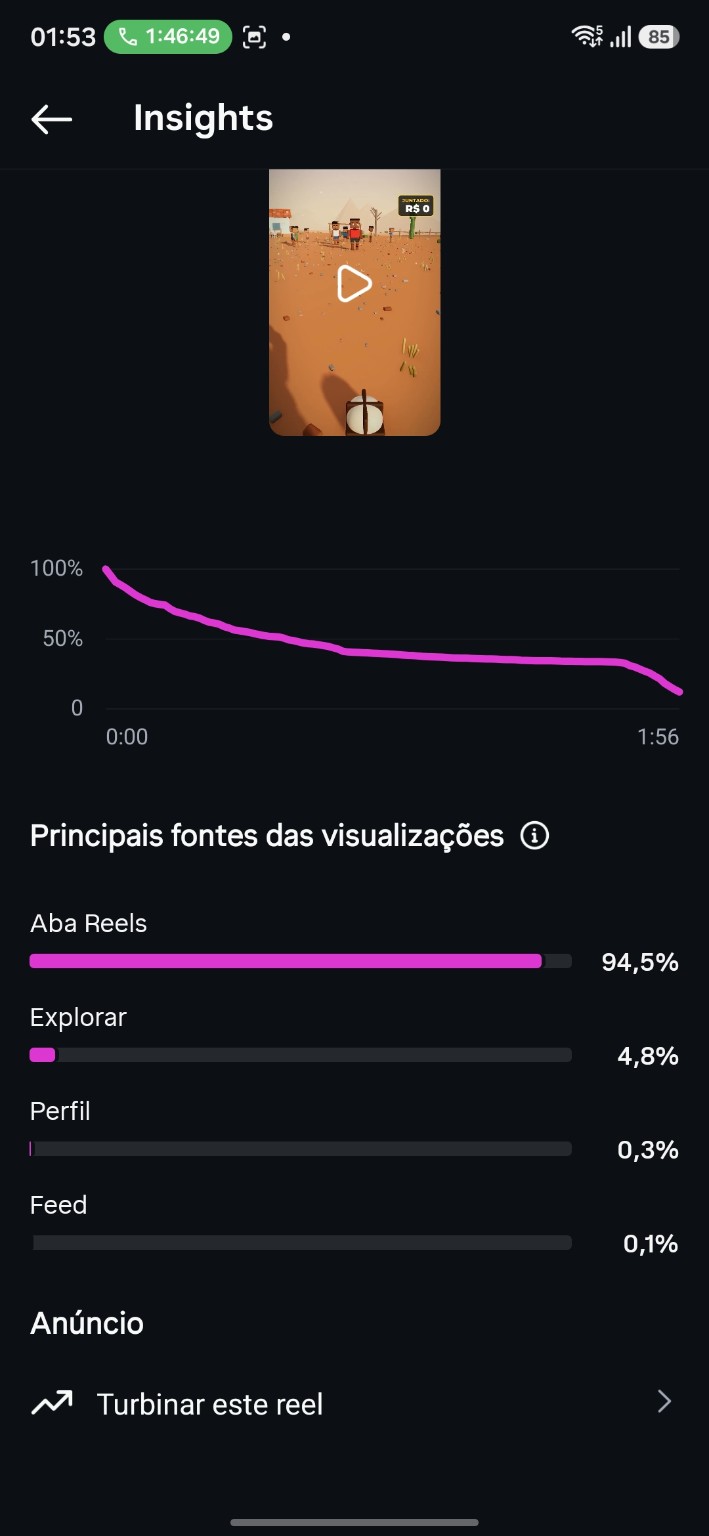 01:53 1:46:49 5 85
Insights
JUNTADO:
R$ 0
100%
50%
0
0:00 1:56
Principais fontes das visualizações
Aba Reels
94,5%
Explorar
4,8%
Perfil
0,3%
Feed
0,1%
Anúncio
Turbinar este reel